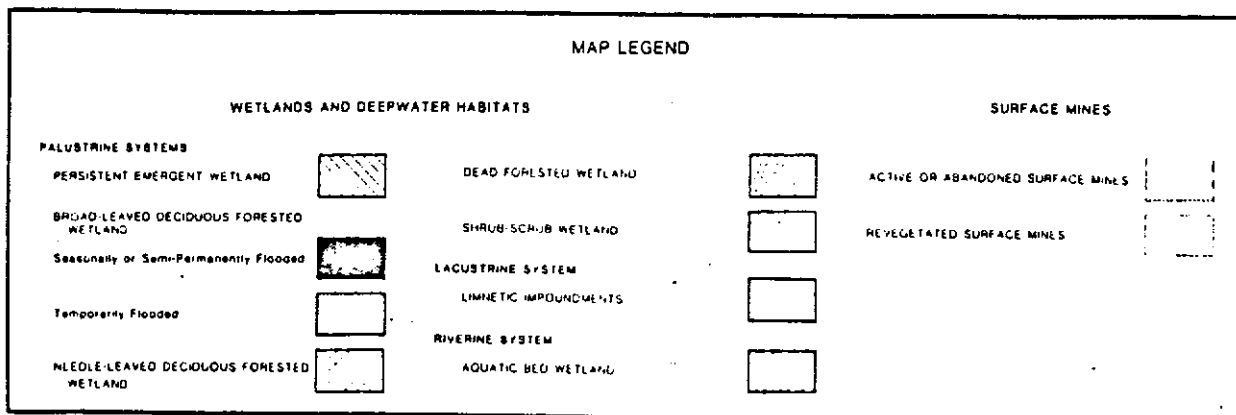 MAP LEGEND
WETLANDS AND DEEPWATER HABITATS
PALUSTRINE SYSTEMS
PERSISTENT EMERGENT WETLAND
BROAD-LEAVED DECIDUOUS FORESTED
WETLAND
Seasonally or Semi-Permanently Flooded
Temporarily Flooded
NEEDLE-LEAVED DECIDUOUS FORESTED
WETLAND
DEAD FORESTED WETLAND
SHRUB-SCRUB WETLAND
LACUSTRINE SYSTEM
LIMNETIC IMPOUNDMENTS
RIVERINE SYSTEM
AQUATIC BED WETLAND
SURFACE MINES
ACTIVE OR ABANDONED SURFACE MINES
REVEGETATED SURFACE MINES